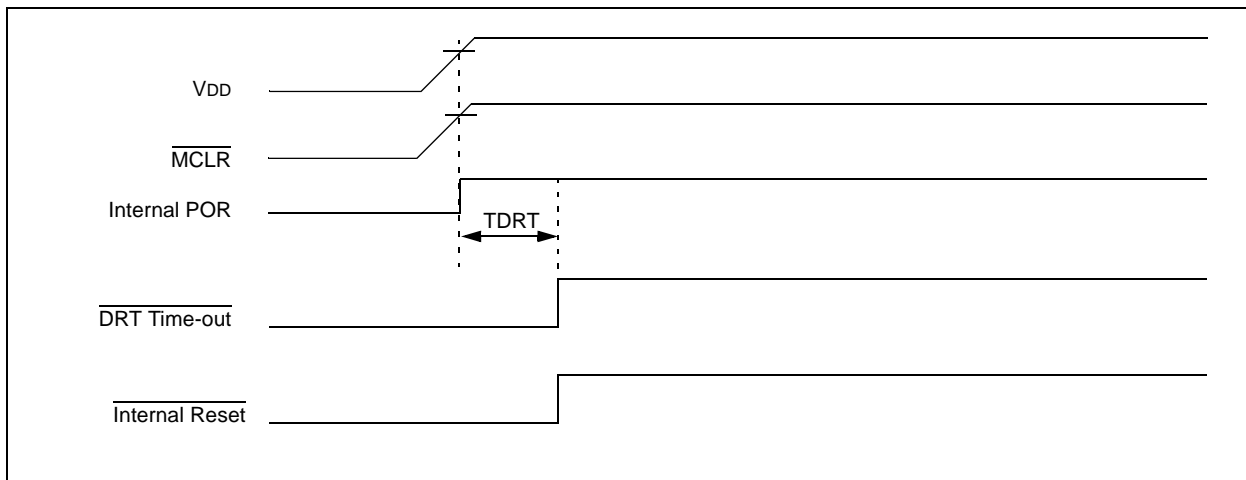 VDD
MCLR
Internal POR
TDRT
DRT Time-out
Internal Reset